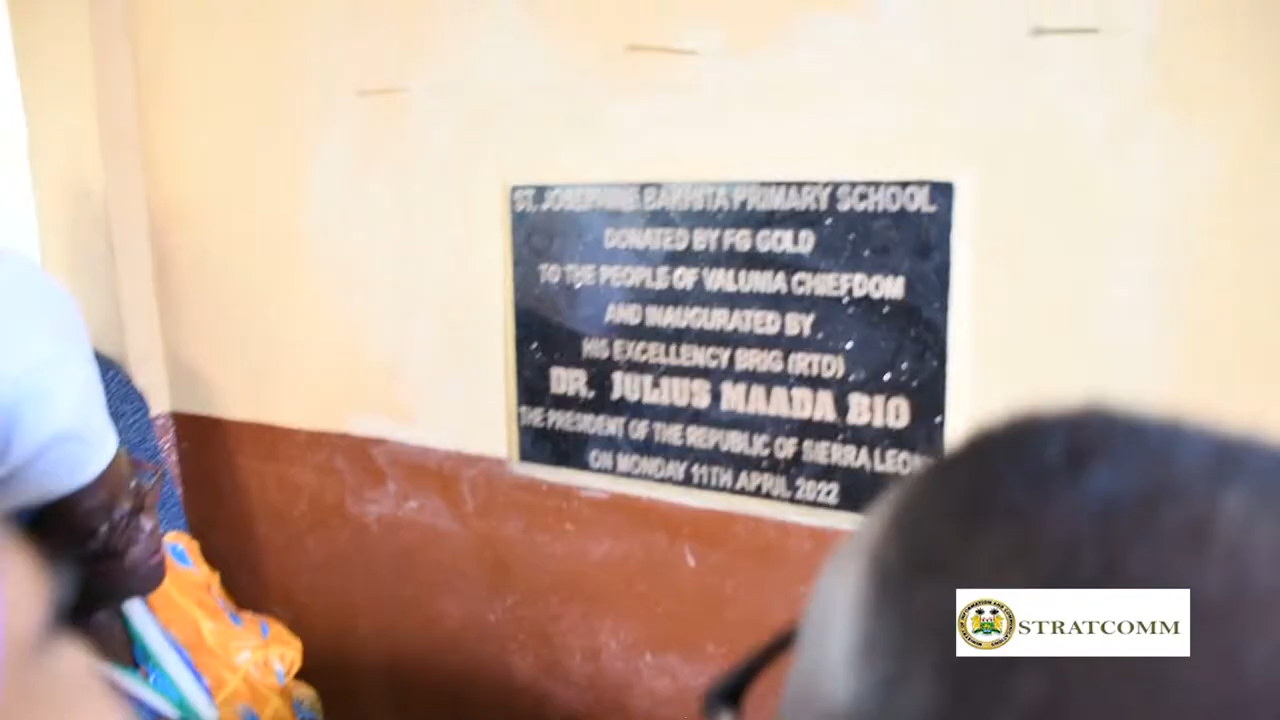 ST. JOSEPHINE BAKHITA PRIMARY SCHOOL
DONATED BY FG GOLD
TO THE PEOPLE OF VALUNIA CHIEFDOM
AND INAUGURATED BY
HIS EXCELLENCY BRIG (RTD)
DR. JULIUS MAADA BIO
THE PRESIDENT OF THE REPUBLIC OF SIERRA LEO
ON MONDAY 11TH APRIL 2022
STRATCOMM